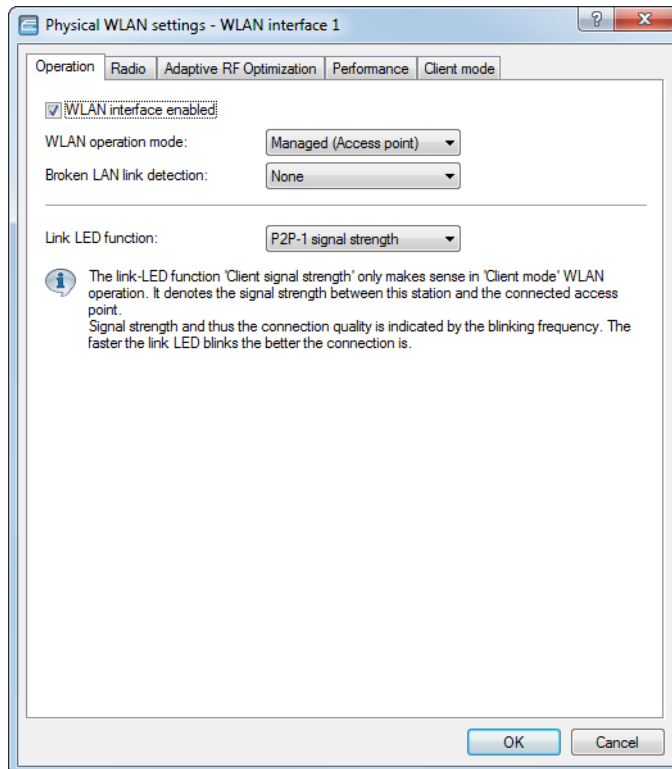 Physical WLAN settings - WLAN interface 1
?
Operation Radio Adaptive RF Optimization Performance Client mode
WLAN interface enabled
WLAN operation mode: Managed (Access point)
Broken LAN link detection: None
Link LED function: P2P-1 signal strength
The link-LED function 'Client signal strength' only makes sense in 'Client mode' WLAN
operation. It denotes the signal strength between this station and the connected access
point.
Signal strength and thus the connection quality is indicated by the blinking frequency. The
faster the link LED blinks the better the connection is.
OK Cancel